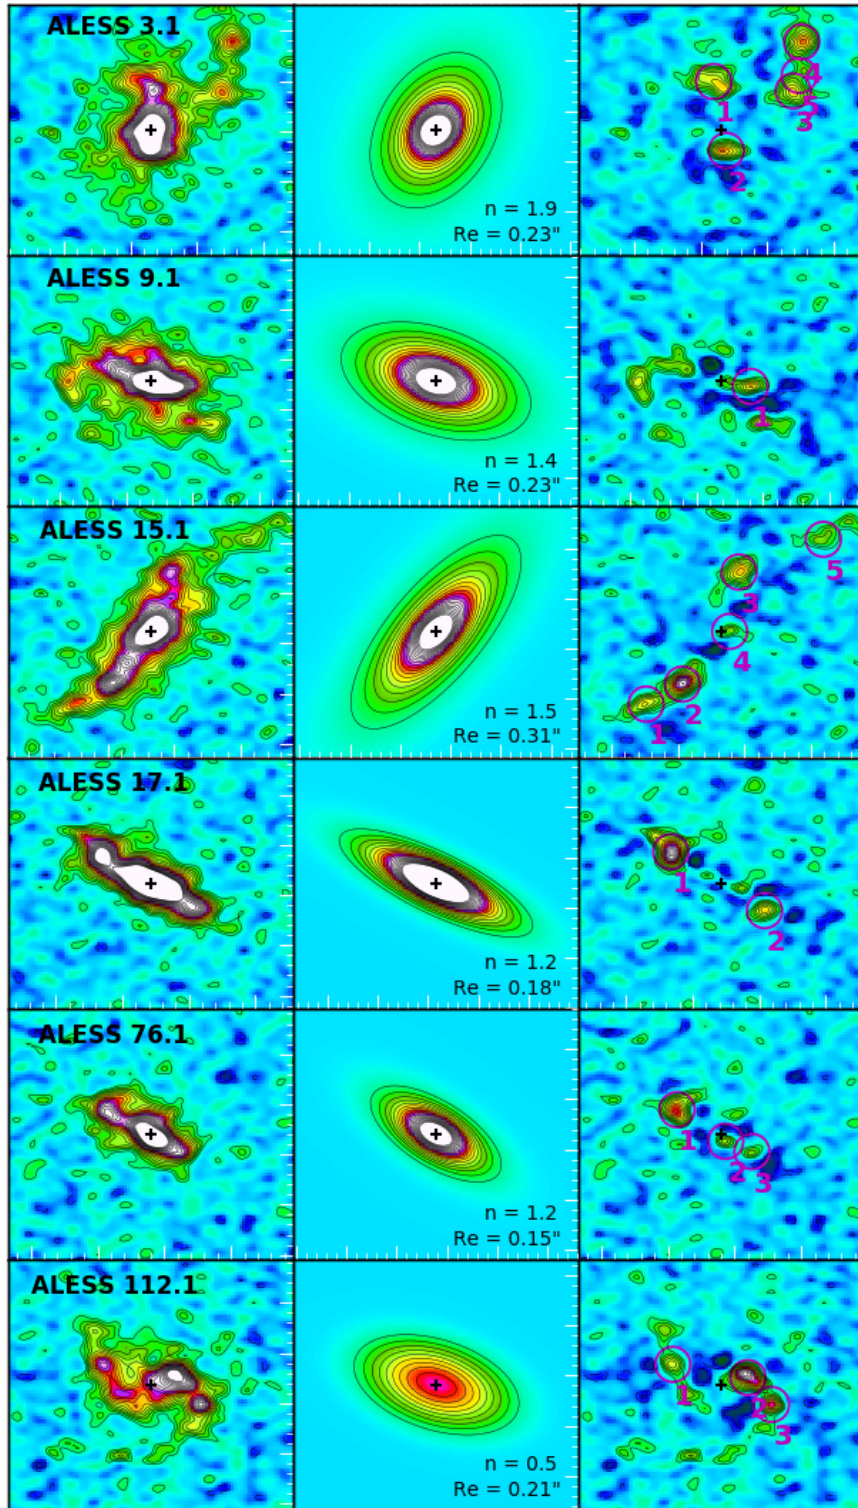 ALESS 3.1
4
1
5
3
2
n = 1.9
Re = 0.23"
ALESS 9.1
1
n = 1.4
Re = 0.23"
ALESS 15.1
5
3
4
2
1
n = 1.5
Re = 0.31"
ALESS 17.1
1
2
n = 1.2
Re = 0.18"
ALESS 76.1
1
2
3
n = 1.2
Re = 0.15"
ALESS 112.1
1
2
3
n = 0.5
Re = 0.21"